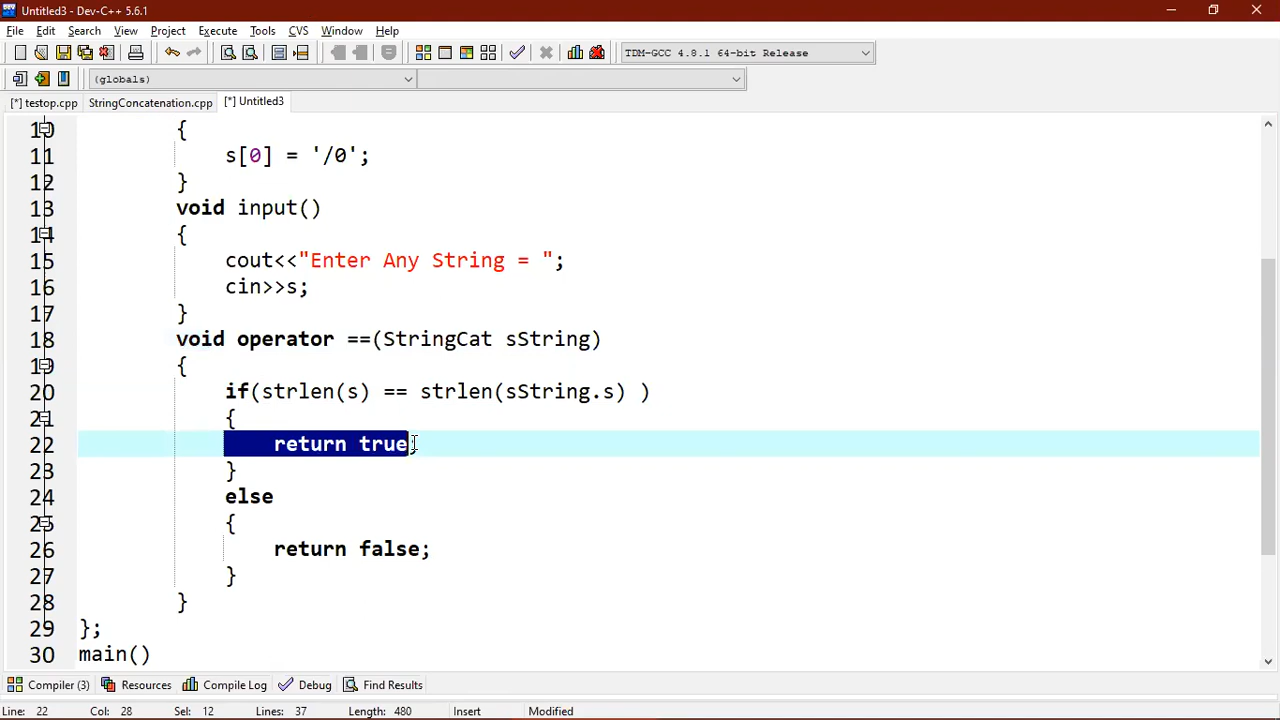 Untitled3 - Dev-C++ 5.6.1
File Edit Search View Project Execute Tools CVS Window Help
TDM-GCC 4.8.1 64-bit Release
(globals)
[*] testop.cpp StringConcatenation.cpp [*] Untitled3
10 {
11 s[0] = '/0';
12 }
13 void input()
14 {
15 cout<<"Enter Any String = ";
16 cin>>s;
17 }
18 void operator ==(StringCat sString)
19 {
20 if(strlen(s) == strlen(sString.s) )
21 {
22 return true;
23 }
24 else
25 {
26 return false;
27 }
28 }
29 };
30 main()
Compiler (3) Resources Compile Log Debug Find Results
Line: 22 Col: 28 Sel: 12 Lines: 37 Length: 480 Insert Modified